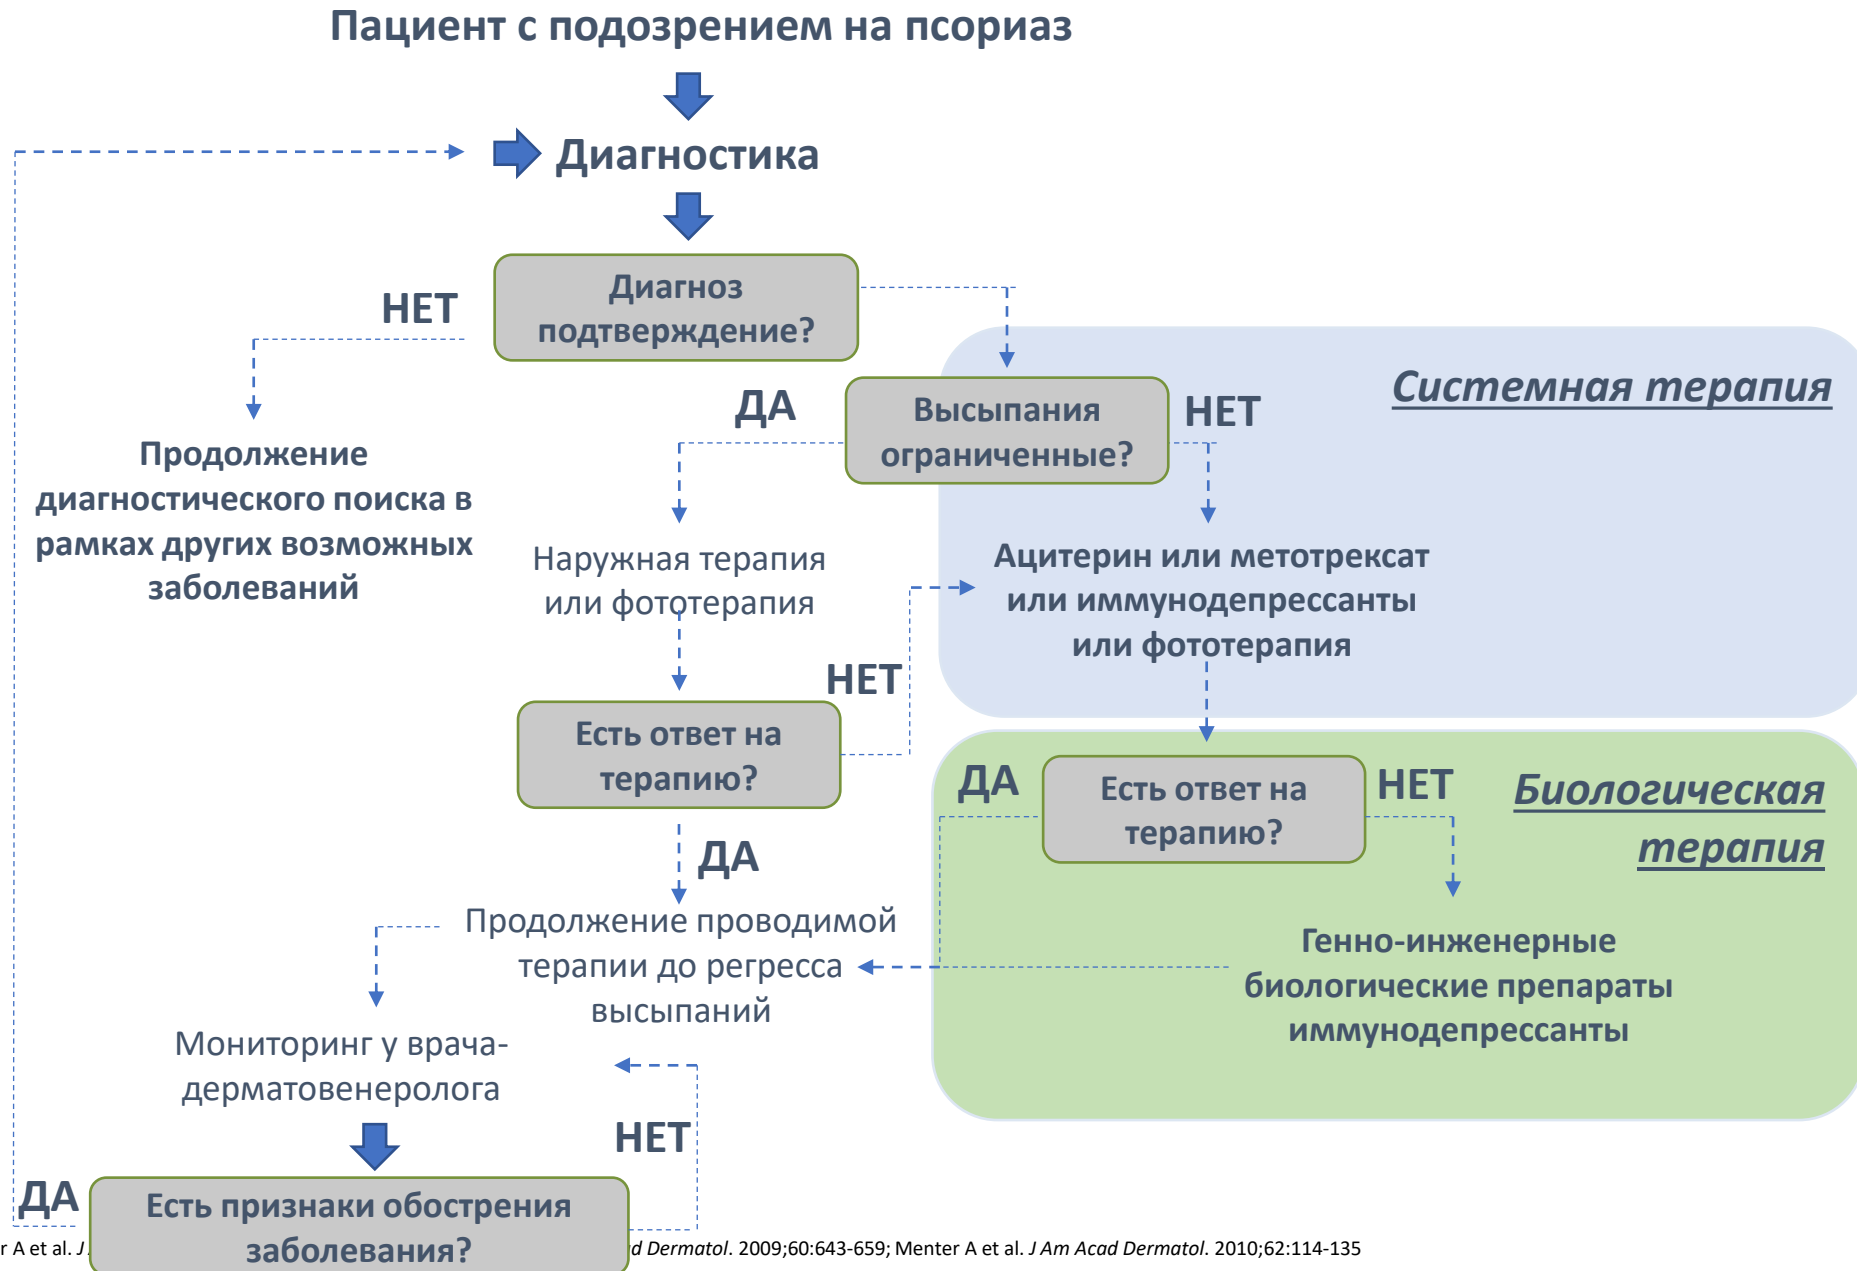 Пациент с подозрением на псориаз
Диагностика
Диагноз
подтверждение?
НЕТ
ДА
Высыпания
ограниченные?
НЕТ
Системная терапия
Продолжение
диагностического поиска в
рамках других возможных
заболеваний
Наружная терапия
или фототерапия
Ацитерин или метотрексат
или иммунодепрессанты
или фототерапия
НЕТ
Есть ответ на
терапию?
ДА
ДА
Есть ответ на
терапию?
НЕТ
Биологическая
терапия
Продолжение проводимой
терапии до регресса
высыпаний
Генно-инженерные
биологические препараты
иммунодепрессанты
Мониторинг у врача-
дерматовенеролога
НЕТ
ДА
Есть признаки обострения
заболевания?
r A et al. J Dermatol. 2009;60:643-659; Menter A et al. J Am Acad Dermatol. 2010;62:114-135